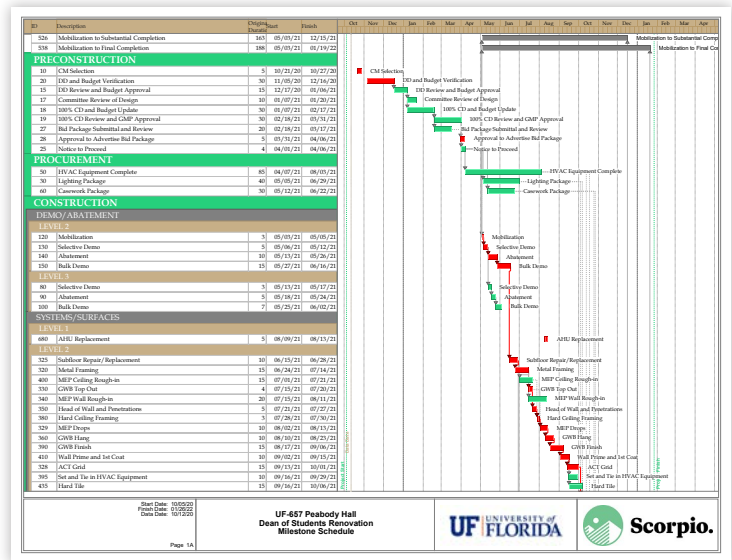 ID Description Original Duration Start Finish Oct Nov Dec Jan Feb Mar Apr May Jun Jul Aug Sep Oct Nov Dec Jan Feb Mar Apr
526 Mobilization to Substantial Completion 163 05/03/21 12/15/21 Mobilization to Substantial Comp
538 Mobilization to Final Completion 188 05/03/21 01/19/22 Mobilization to Final Co
PRECONSTRUCTION
10 CM Selection 5 10/21/20 10/27/20 CM Selection
20 DD and Budget Verification 30 11/05/20 12/16/20 DD and Budget Verification
15 DD Review and Budget Approval 15 12/17/20 01/06/21 DD Review and Budget Approval
17 Committee Review of Design 10 01/07/21 01/20/21 Committee Review of Design
18 100% CD and Budget Update 30 01/07/21 02/17/21 100% CD and Budget Update
19 100% CD Review and GMP Approval 30 02/18/21 03/31/21 100% CD Review and GMP Approval
27 Bid Package Submittal and Review 20 02/18/21 03/17/21 Bid Package Submittal and Review
28 Approval to Advertise Bid Package 5 03/31/21 04/06/21 Approval to Advertise Bid Package
25 Notice to Proceed 4 04/01/21 04/06/21 Notice to Proceed
PROCUREMENT
50 HVAC Equipment Complete 85 04/07/21 08/03/21 HVAC Equipment Complete
30 Lighting Package 40 05/05/21 06/29/21 Lighting Package
60 Casework Package 30 05/12/21 06/22/21 Casework Package
CONSTRUCTION
DEMO/ABATEMENT
LEVEL 2
120 Mobilization 3 05/03/21 05/05/21 Mobilization
130 Selective Demo 5 05/06/21 05/12/21 Selective Demo
140 Abatement 10 05/13/21 05/26/21 Abatement
150 Bulk Demo 15 05/27/21 06/16/21 Bulk Demo
LEVEL 3
80 Selective Demo 3 05/13/21 05/17/21 Selective Demo
90 Abatement 5 05/18/21 05/24/21 Abatement
100 Bulk Demo 7 05/25/21 06/02/21 Bulk Demo
SYSTEMS/SURFACES
LEVEL 1
680 AHU Replacement 5 08/09/21 08/13/21 AHU Replacement
LEVEL 2
325 Subfloor Repair/Replacement 10 06/15/21 06/28/21 Subfloor Repair/Replacement
320 Metal Framing 15 06/24/21 07/14/21 Metal Framing
400 MEP Ceiling Rough-in 15 07/01/21 07/21/21 MEP Ceiling Rough-in
330 GWB Top Out 4 07/15/21 07/20/21 GWB Top Out
340 MEP Wall Rough-in 20 07/15/21 08/11/21 MEP Wall Rough-in
350 Head of Wall and Penetrations 5 07/21/21 07/27/21 Head of Wall and Penetrations
380 Hard Ceiling Framing 3 07/28/21 07/30/21 Hard Ceiling Framing
329 MEP Drops 10 08/02/21 08/13/21 MEP Drops
360 GWB Hang 10 08/10/21 08/23/21 GWB Hang
390 GWB Finish 15 08/17/21 09/06/21 GWB Finish
410 Wall Prime and 1st Coat 10 09/02/21 09/15/21 Wall Prime and 1st Coat
328 ACT Grid 15 09/13/21 10/01/21 ACT Grid
395 Set and Tie in HVAC Equipment 10 09/16/21 09/29/21 Set and Tie in HVAC Equipment
435 Hard Tile 15 09/16/21 10/06/21 Hard Tile
Project Start
Project Finish
Start Date: 10/05/20
Finish Date: 01/26/22
Data Date: 10/12/20
Page 1A
UF-657 Peabody Hall
Dean of Students Renovation
Milestone Schedule
UF UNIVERSITY of FLORIDA
Scorpio.